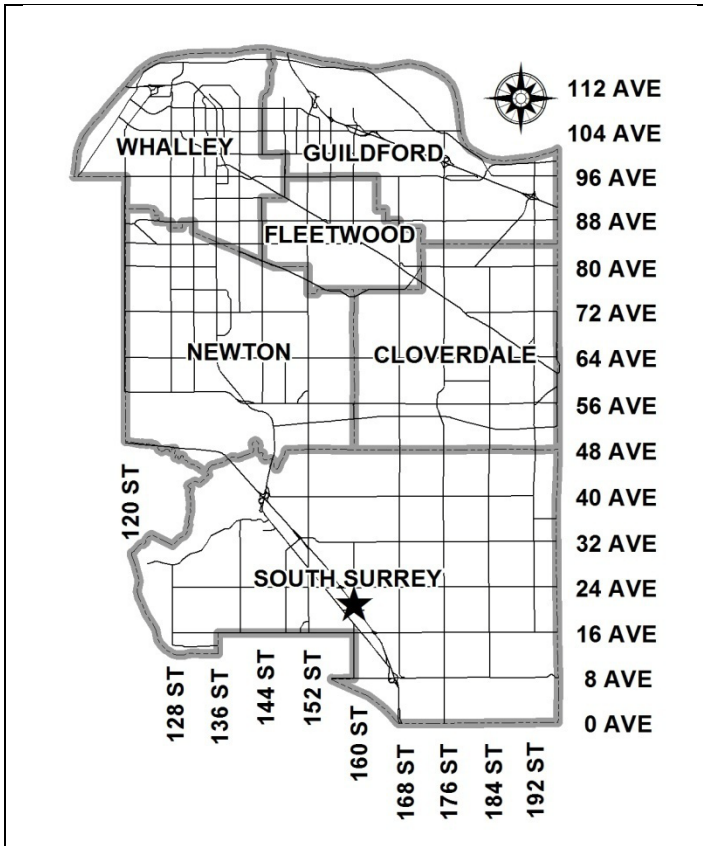 112 AVE
104 AVE
WHALLEY
GUILDFORD
96 AVE
88 AVE
FLEETWOOD
80 AVE
72 AVE
NEWTON
CLOVERDALE
64 AVE
56 AVE
48 AVE
120 ST
40 AVE
32 AVE
SOUTH SURREY
24 AVE
16 AVE
8 AVE
0 AVE
128 ST
136 ST
144 ST
152 ST
160 ST
168 ST
176 ST
184 ST
192 ST